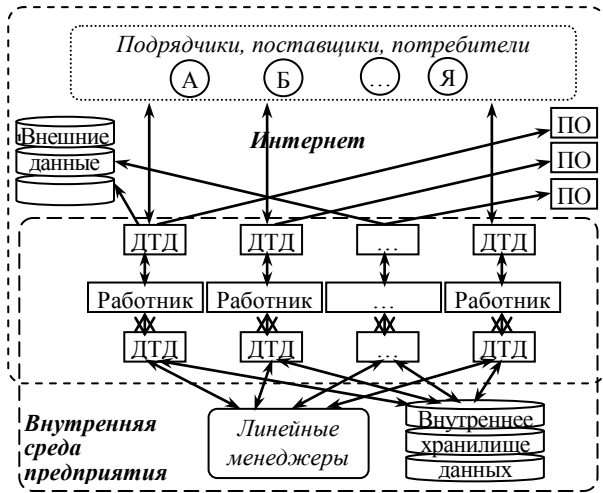 Подрядчики, поставщики, потребители
А Б … Я
Интернет
ПО
Внешние
данные
ПО
ПО
ДТД ДТД … ДТД
Работник Работник … Работник
ДТД ДТД … ДТД
Внутренняя
среда
предприятия
Линейные
менеджеры
Внутреннее
хранилище
данных